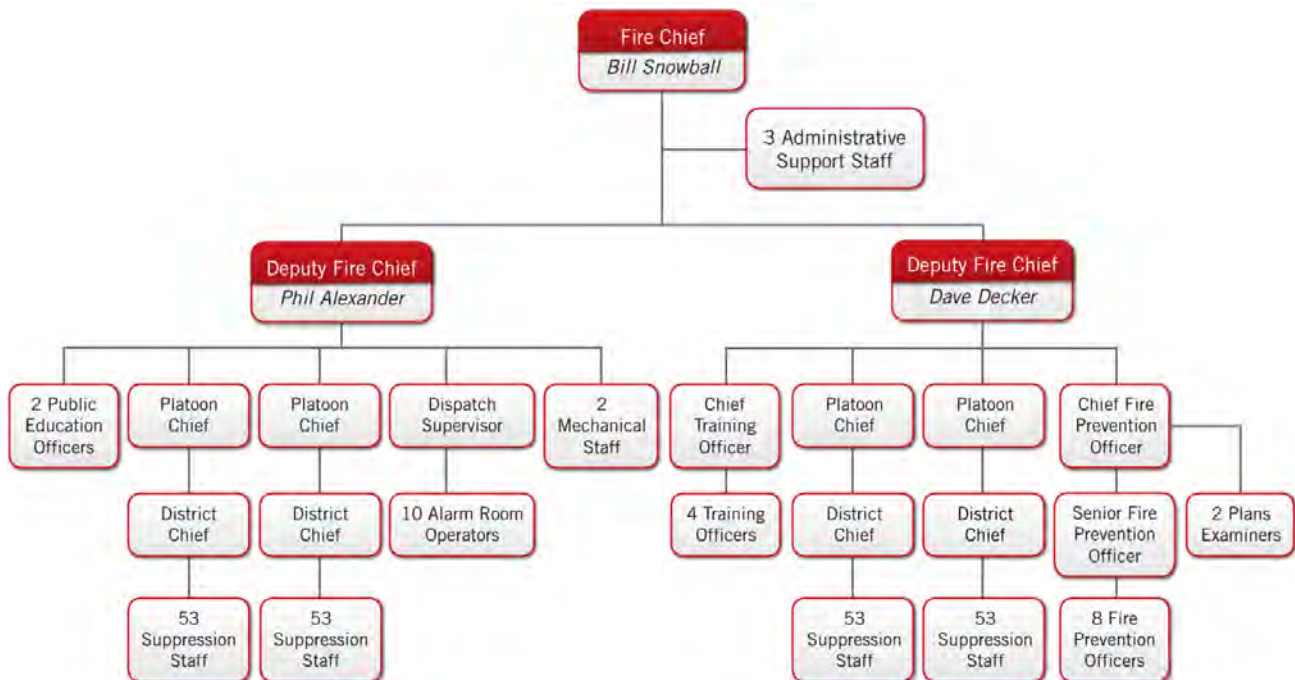 Fire Chief
Bill Snowball
3 Administrative
Support Staff
Deputy Fire Chief
Phil Alexander
Deputy Fire Chief
Dave Decker
2 Public
Education
Officers
Platoon
Chief
Platoon
Chief
Dispatch
Supervisor
2
Mechanical
Staff
Chief
Training
Officer
Platoon
Chief
Platoon
Chief
Chief Fire
Prevention
Officer
District
Chief
District
Chief
10 Alarm Room
Operators
4 Training
Officers
District
Chief
District
Chief
Senior Fire
Prevention
Officer
2 Plans
Examiners
53
Suppression
Staff
53
Suppression
Staff
53
Suppression
Staff
53
Suppression
Staff
8 Fire
Prevention
Officers